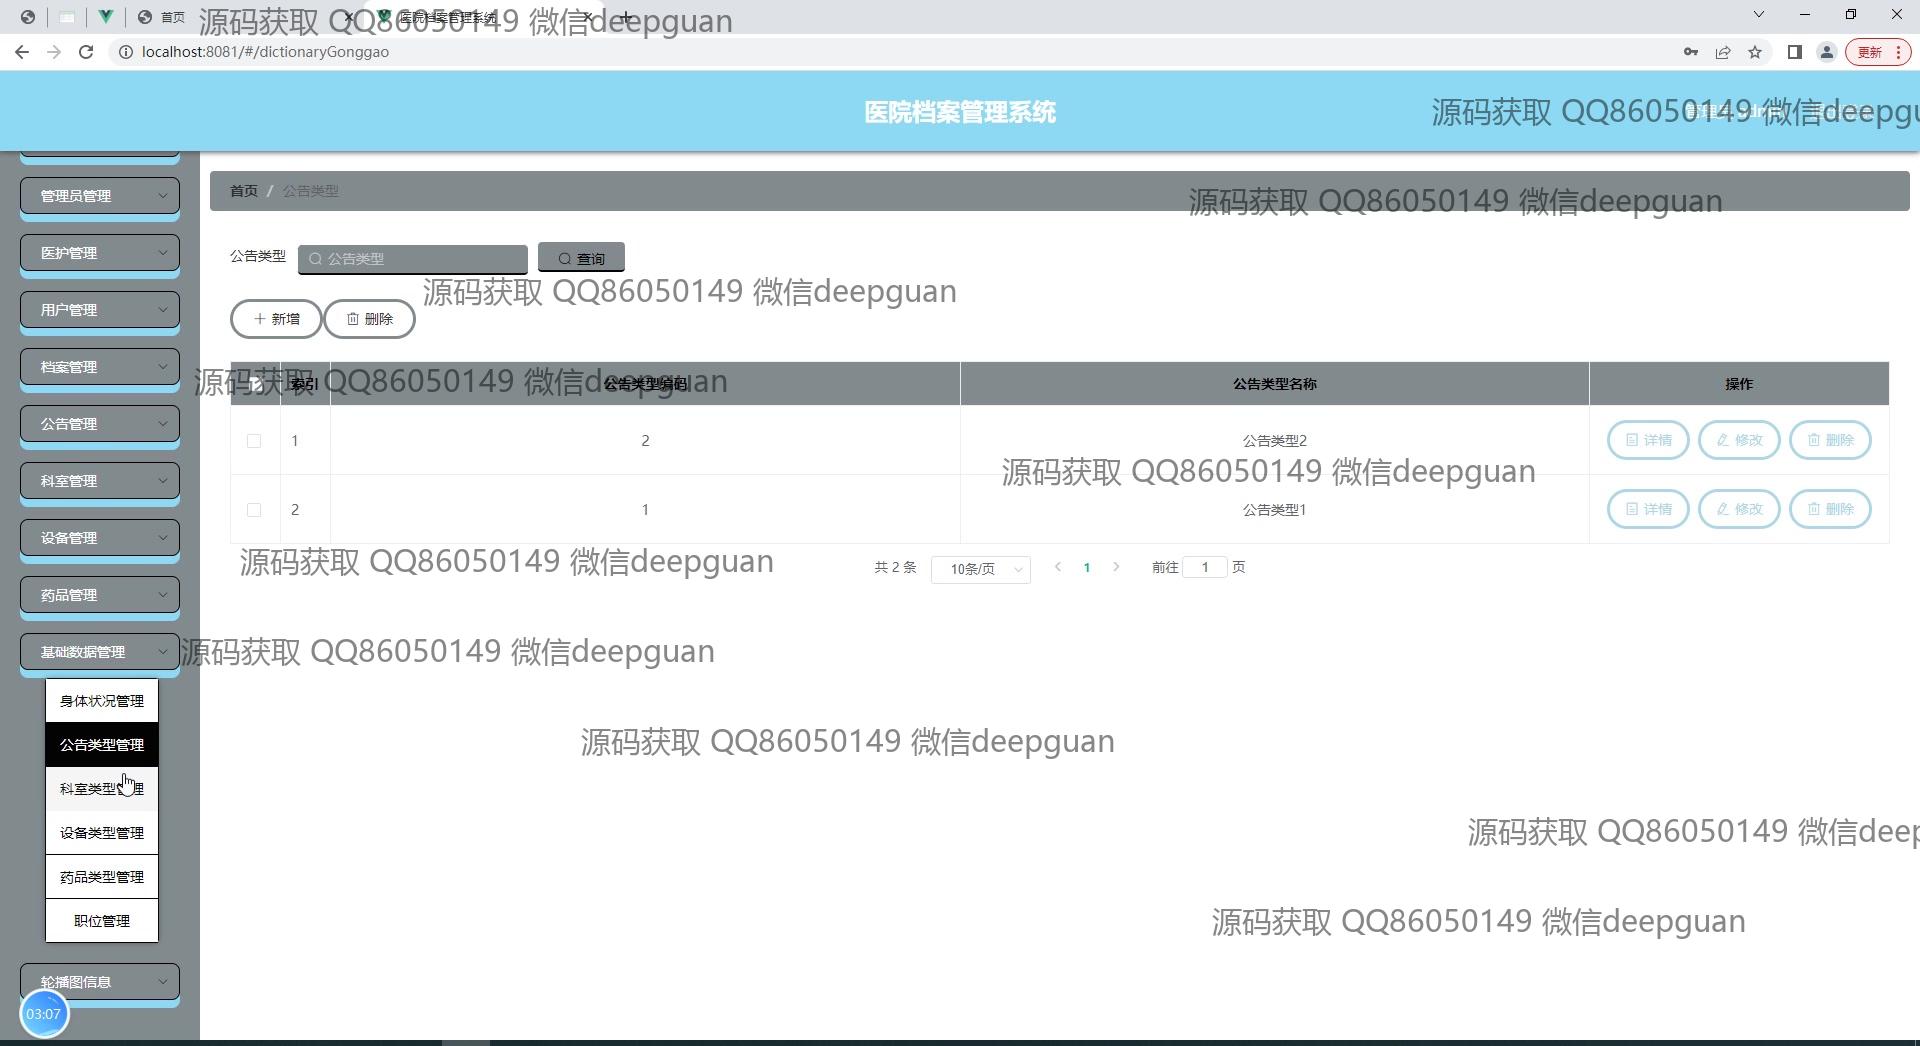 首页
医院档案管理系统
源码获取 QQ86050149 微信deepguan
localhost:8081/#/dictionaryGonggao
更新
医院档案管理系统
源码获取 QQ86050149 微信deepgu
管理员管理
医护管理
用户管理
档案管理
公告管理
科室管理
设备管理
药品管理
基础数据管理
身体状况管理
公告类型管理
科室类型管理
设备类型管理
药品类型管理
职位管理
轮播图信息
03:07
首页 / 公告类型
源码获取 QQ86050149 微信deepguan
公告类型 公告类型 查询
源码获取 QQ86050149 微信deepguan
新增 删除
索引 公告类型编码 公告类型名称 操作
源码获取 QQ86050149 微信deepguan
1 2 公告类型2 详情 修改 删除
源码获取 QQ86050149 微信deepguan
2 1 公告类型1 详情 修改 删除
源码获取 QQ86050149 微信deepguan
共 2 条 10条/页 1 前往 1 页
源码获取 QQ86050149 微信deepguan
源码获取 QQ86050149 微信deepguan
源码获取 QQ86050149 微信deep
源码获取 QQ86050149 微信deepguan